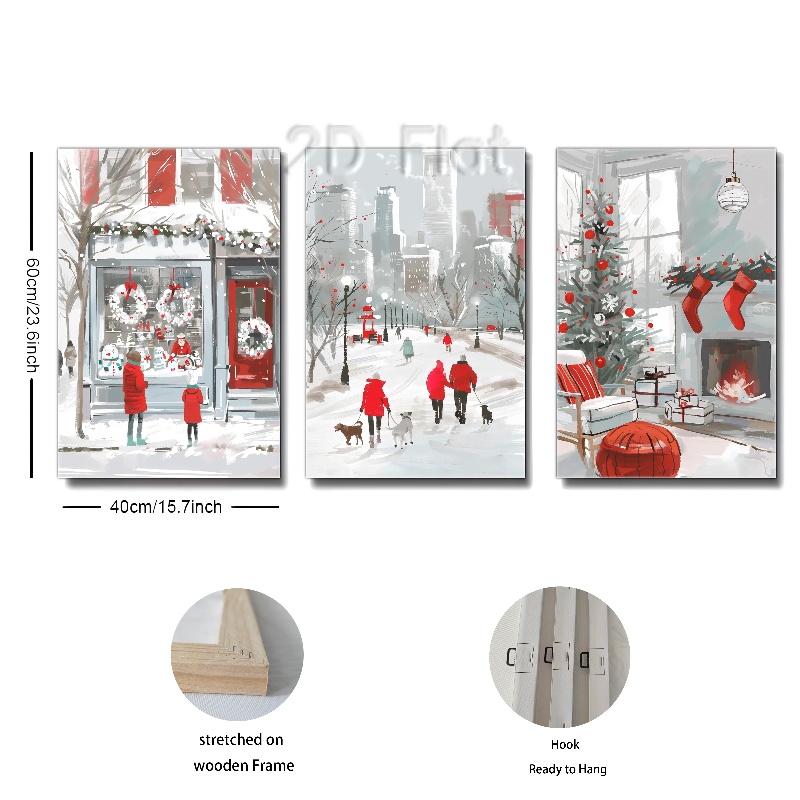 2D Flat
60cm/23.6inch
40cm/15.7inch
stretched on
wooden Frame
Hook
Ready to Hang